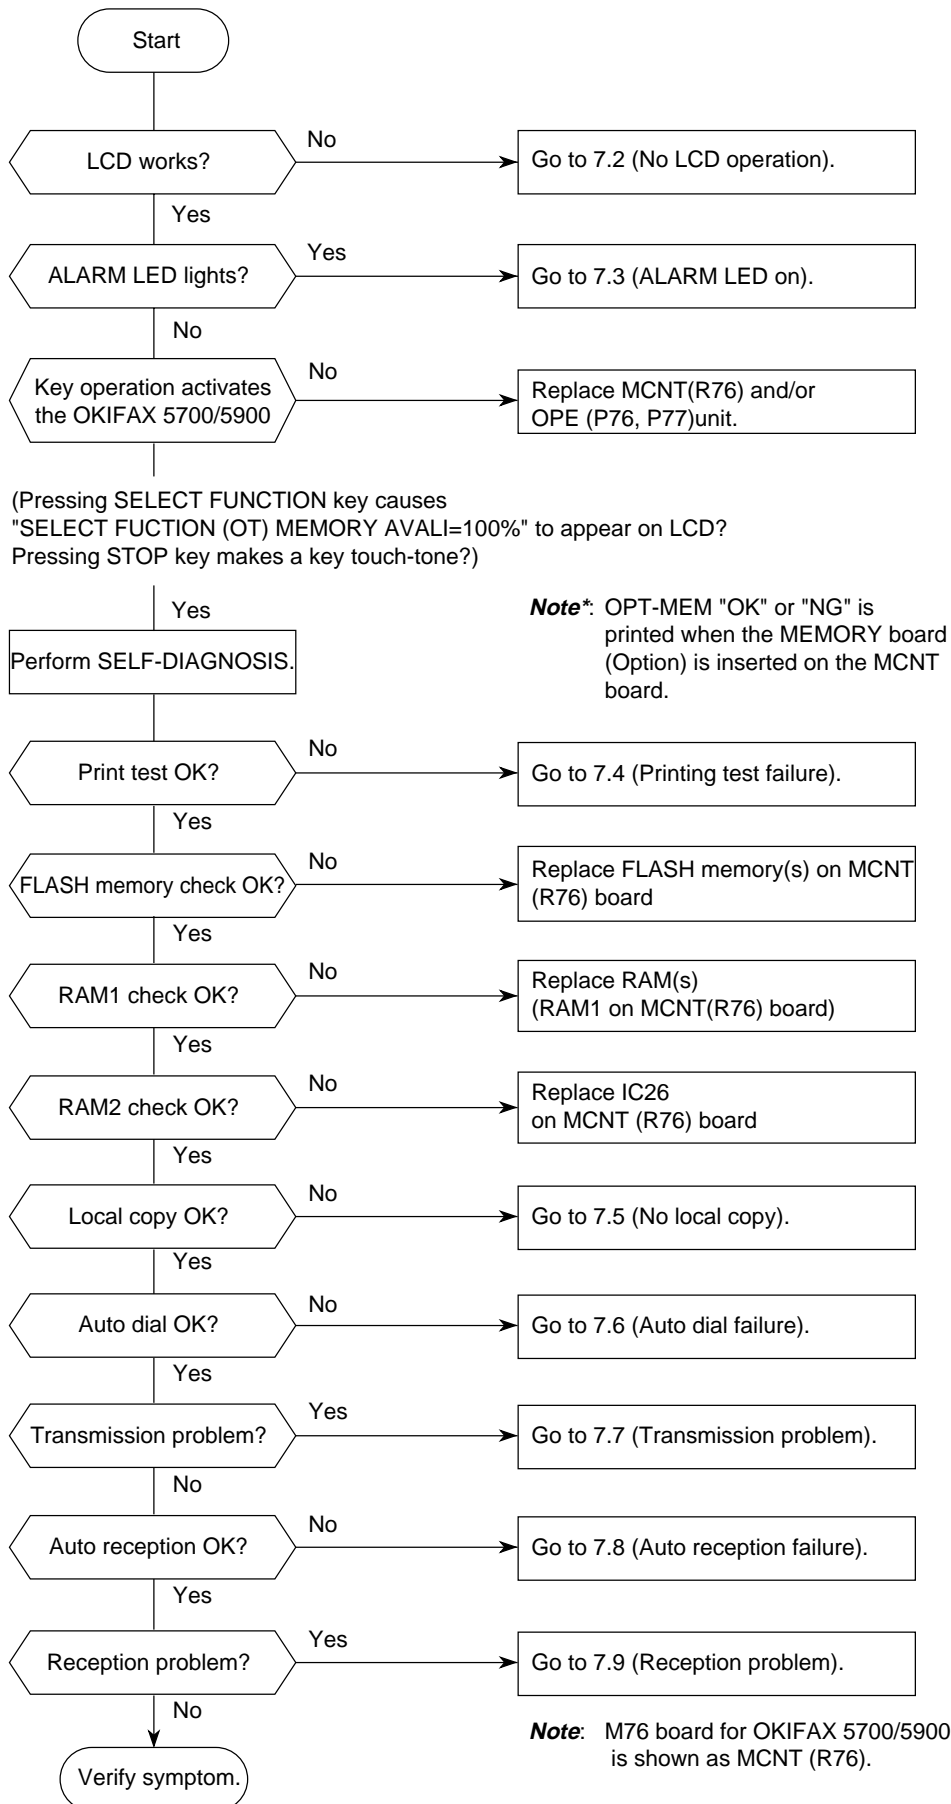 Start
LCD works?
No
Go to 7.2 (No LCD operation).
Yes
ALARM LED lights?
Yes
Go to 7.3 (ALARM LED on).
No
Key operation activates
the OKIFAX 5700/5900
No
Replace MCNT(R76) and/or
OPE (P76, P77)unit.
(Pressing SELECT FUNCTION key causes
"SELECT FUCTION (OT) MEMORY AVALI=100%" to appear on LCD?
Pressing STOP key makes a key touch-tone?)
Yes
Note*: OPT-MEM "OK" or "NG" is
printed when the MEMORY board
(Option) is inserted on the MCNT
board.
Perform SELF-DIAGNOSIS.
Print test OK?
No
Go to 7.4 (Printing test failure).
Yes
FLASH memory check OK?
No
Replace FLASH memory(s) on MCNT
(R76) board
Yes
RAM1 check OK?
No
Replace RAM(s)
(RAM1 on MCNT(R76) board)
Yes
RAM2 check OK?
No
Replace IC26
on MCNT (R76) board
Yes
Local copy OK?
No
Go to 7.5 (No local copy).
Yes
Auto dial OK?
No
Go to 7.6 (Auto dial failure).
Yes
Transmission problem?
Yes
Go to 7.7 (Transmission problem).
No
Auto reception OK?
No
Go to 7.8 (Auto reception failure).
Yes
Reception problem?
Yes
Go to 7.9 (Reception problem).
No
Verify symptom.
Note: M76 board for OKIFAX 5700/5900
is shown as MCNT (R76).